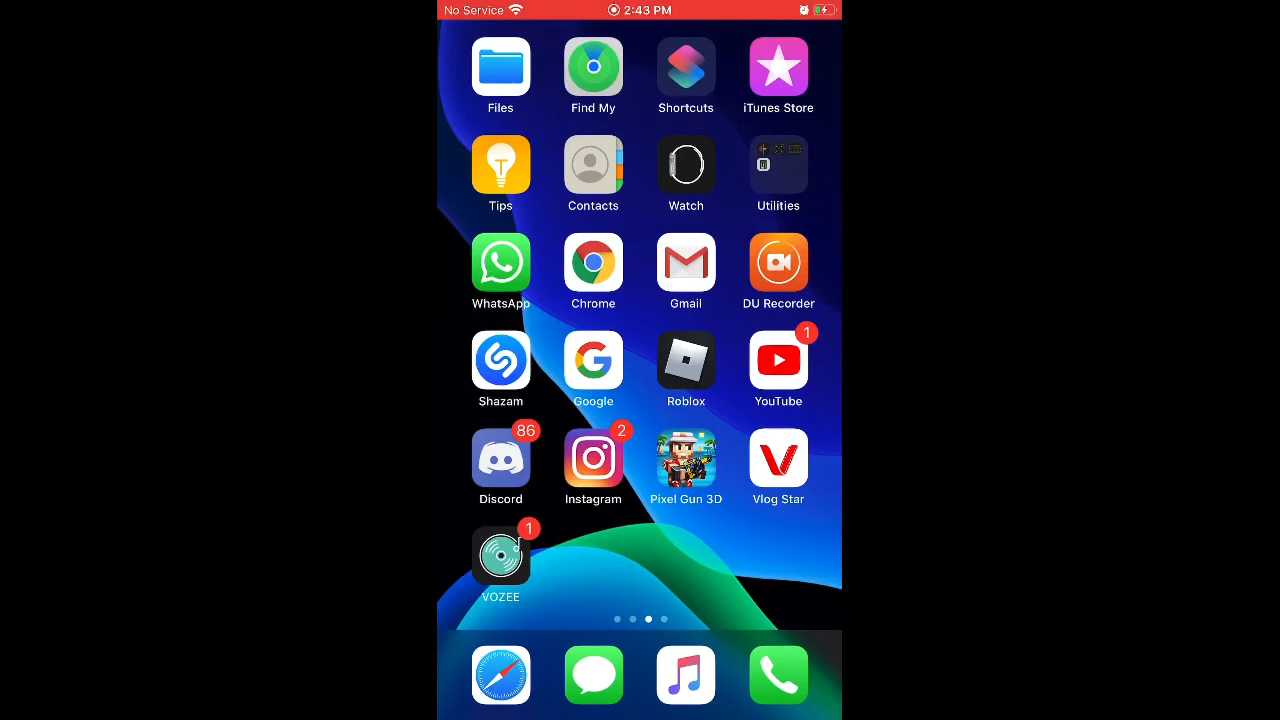 No Service 2:43 PM
Files Find My Shortcuts iTunes Store
Tips Contacts Watch Utilities
WhatsApp Chrome Gmail DU Recorder
1
Shazam Google Roblox YouTube
86 2
Discord Instagram Pixel Gun 3D Vlog Star
1
VOZEE